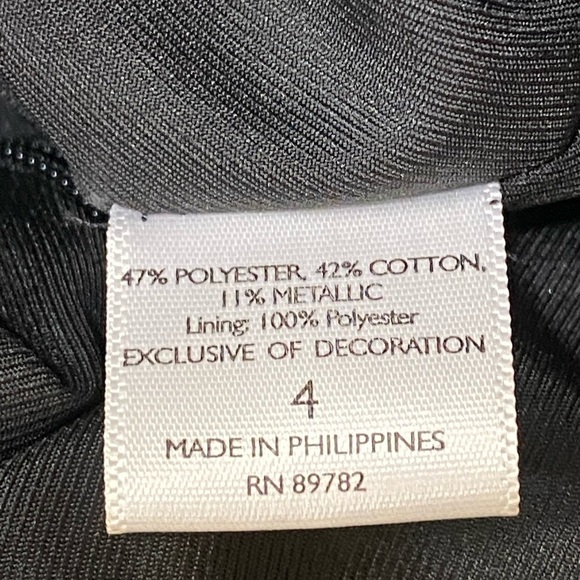 47% POLYESTER, 42% COTTON,
11% METALLIC
Lining: 100% Polyester
EXCLUSIVE OF DECORATION
4
MADE IN PHILIPPINES
RN 89782